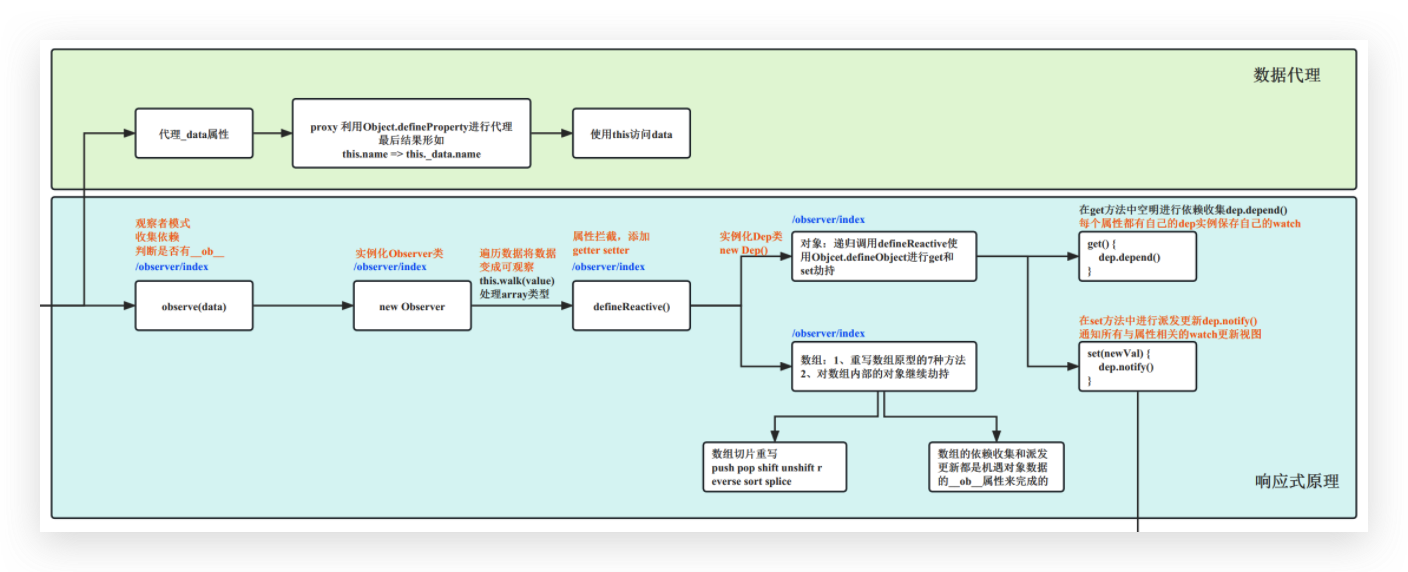 数据代理
代理_data属性
proxy 利用Object.defineProperty进行代理
最后结果形如
this.name => this._data.name
使用this访问data
观察者模式
收集依赖
判断是否有__ob__
/observer/index
observe(data)
实例化Observer类
/observer/index
new Observer
遍历数据将数据
变成可观察
this.walk(value)
处理array类型
属性拦截，添加
getter setter
/observer/index
defineReactive()
实例化Dep类
new Dep()
/observer/index
对象：递归调用defineReactive使
用Objcet.defineObject进行get和
set劫持
在get方法中空明进行依赖收集dep.depend()
每个属性都有自己的dep实例保存自己的watch
get() {
dep.depend()
}
在set方法中进行派发更新dep.notify()
通知所有与属性相关的watch更新视图
set(newVal) {
dep.notify()
}
/observer/index
数组：1、重写数组原型的7种方法
2、对数组内部的对象继续劫持
数组切片重写
push pop shift unshift r
everse sort splice
数组的依赖收集和派发
更新都是机遇对象数据
的__ob__属性来完成的
响应式原理